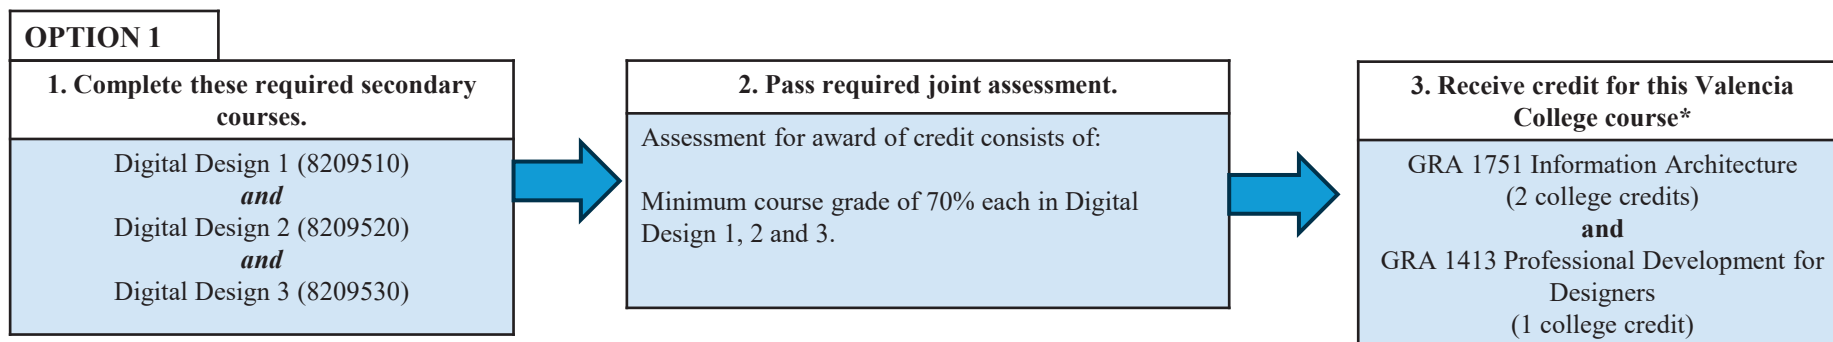 OPTION 1
1. Complete these required secondary
courses.
Digital Design 1 (8209510)
and
Digital Design 2 (8209520)
and
Digital Design 3 (8209530)
2. Pass required joint assessment.
Assessment for award of credit consists of:
Minimum course grade of 70% each in Digital
Design 1, 2 and 3.
3. Receive credit for this Valencia
College course*
GRA 1751 Information Architecture
(2 college credits)
and
GRA 1413 Professional Development for
Designers
(1 college credit)